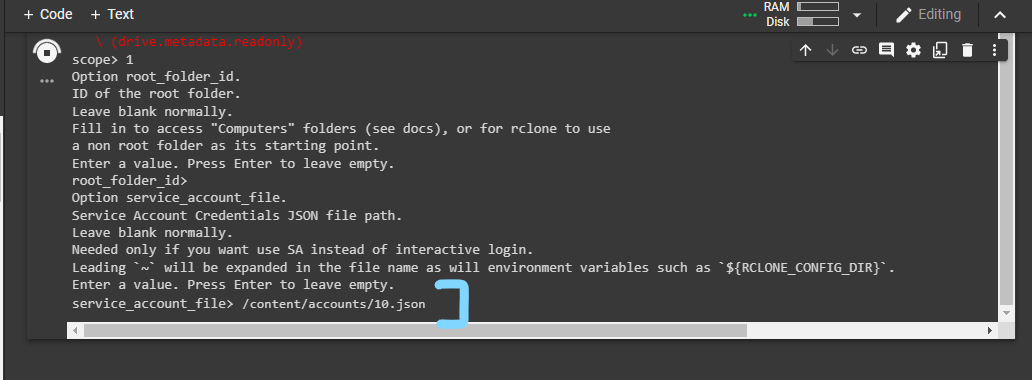 + Code + Text
RAM
Disk
Editing
\ (drive.metadata.readonly)
scope> 1
Option root_folder_id.
ID of the root folder.
Leave blank normally.
Fill in to access "Computers" folders (see docs), or for rclone to use
a non root folder as its starting point.
Enter a value. Press Enter to leave empty.
root_folder_id>
Option service_account_file.
Service Account Credentials JSON file path.
Leave blank normally.
Needed only if you want use SA instead of interactive login.
Leading `~` will be expanded in the file name as will environment variables such as `${RCLONE_CONFIG_DIR}`.
Enter a value. Press Enter to leave empty.
service_account_file> /content/accounts/10.json